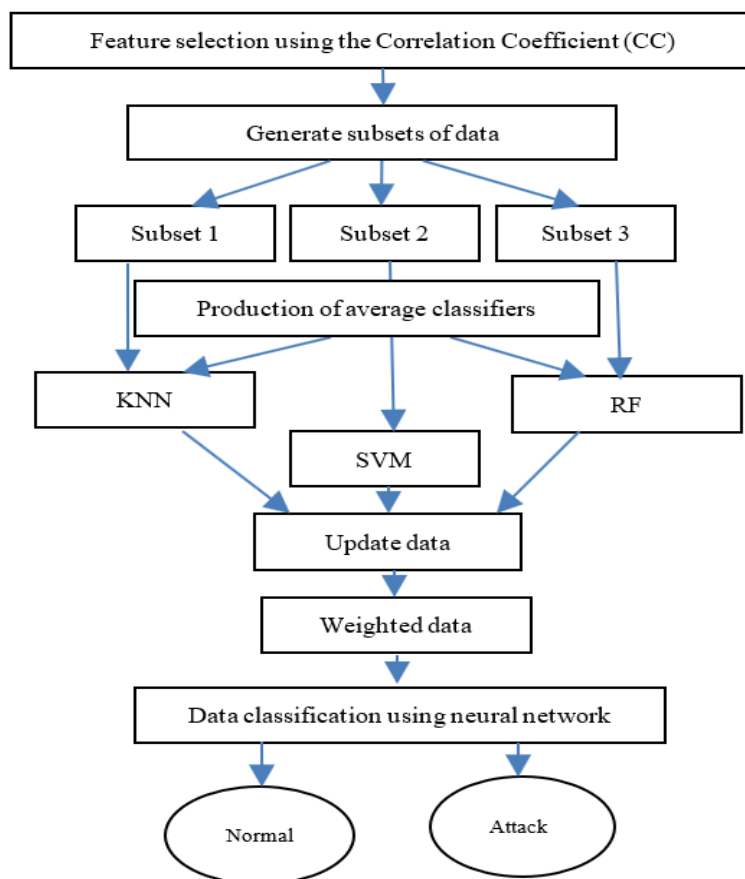 Feature selection using the Correlation Coefficient (CC)
Generate subsets of data
Subset 1
Subset 2
Subset 3
Production of average classifiers
KNN
RF
SVM
Update data
Weighted data
Data classification using neural network
Normal
Attack